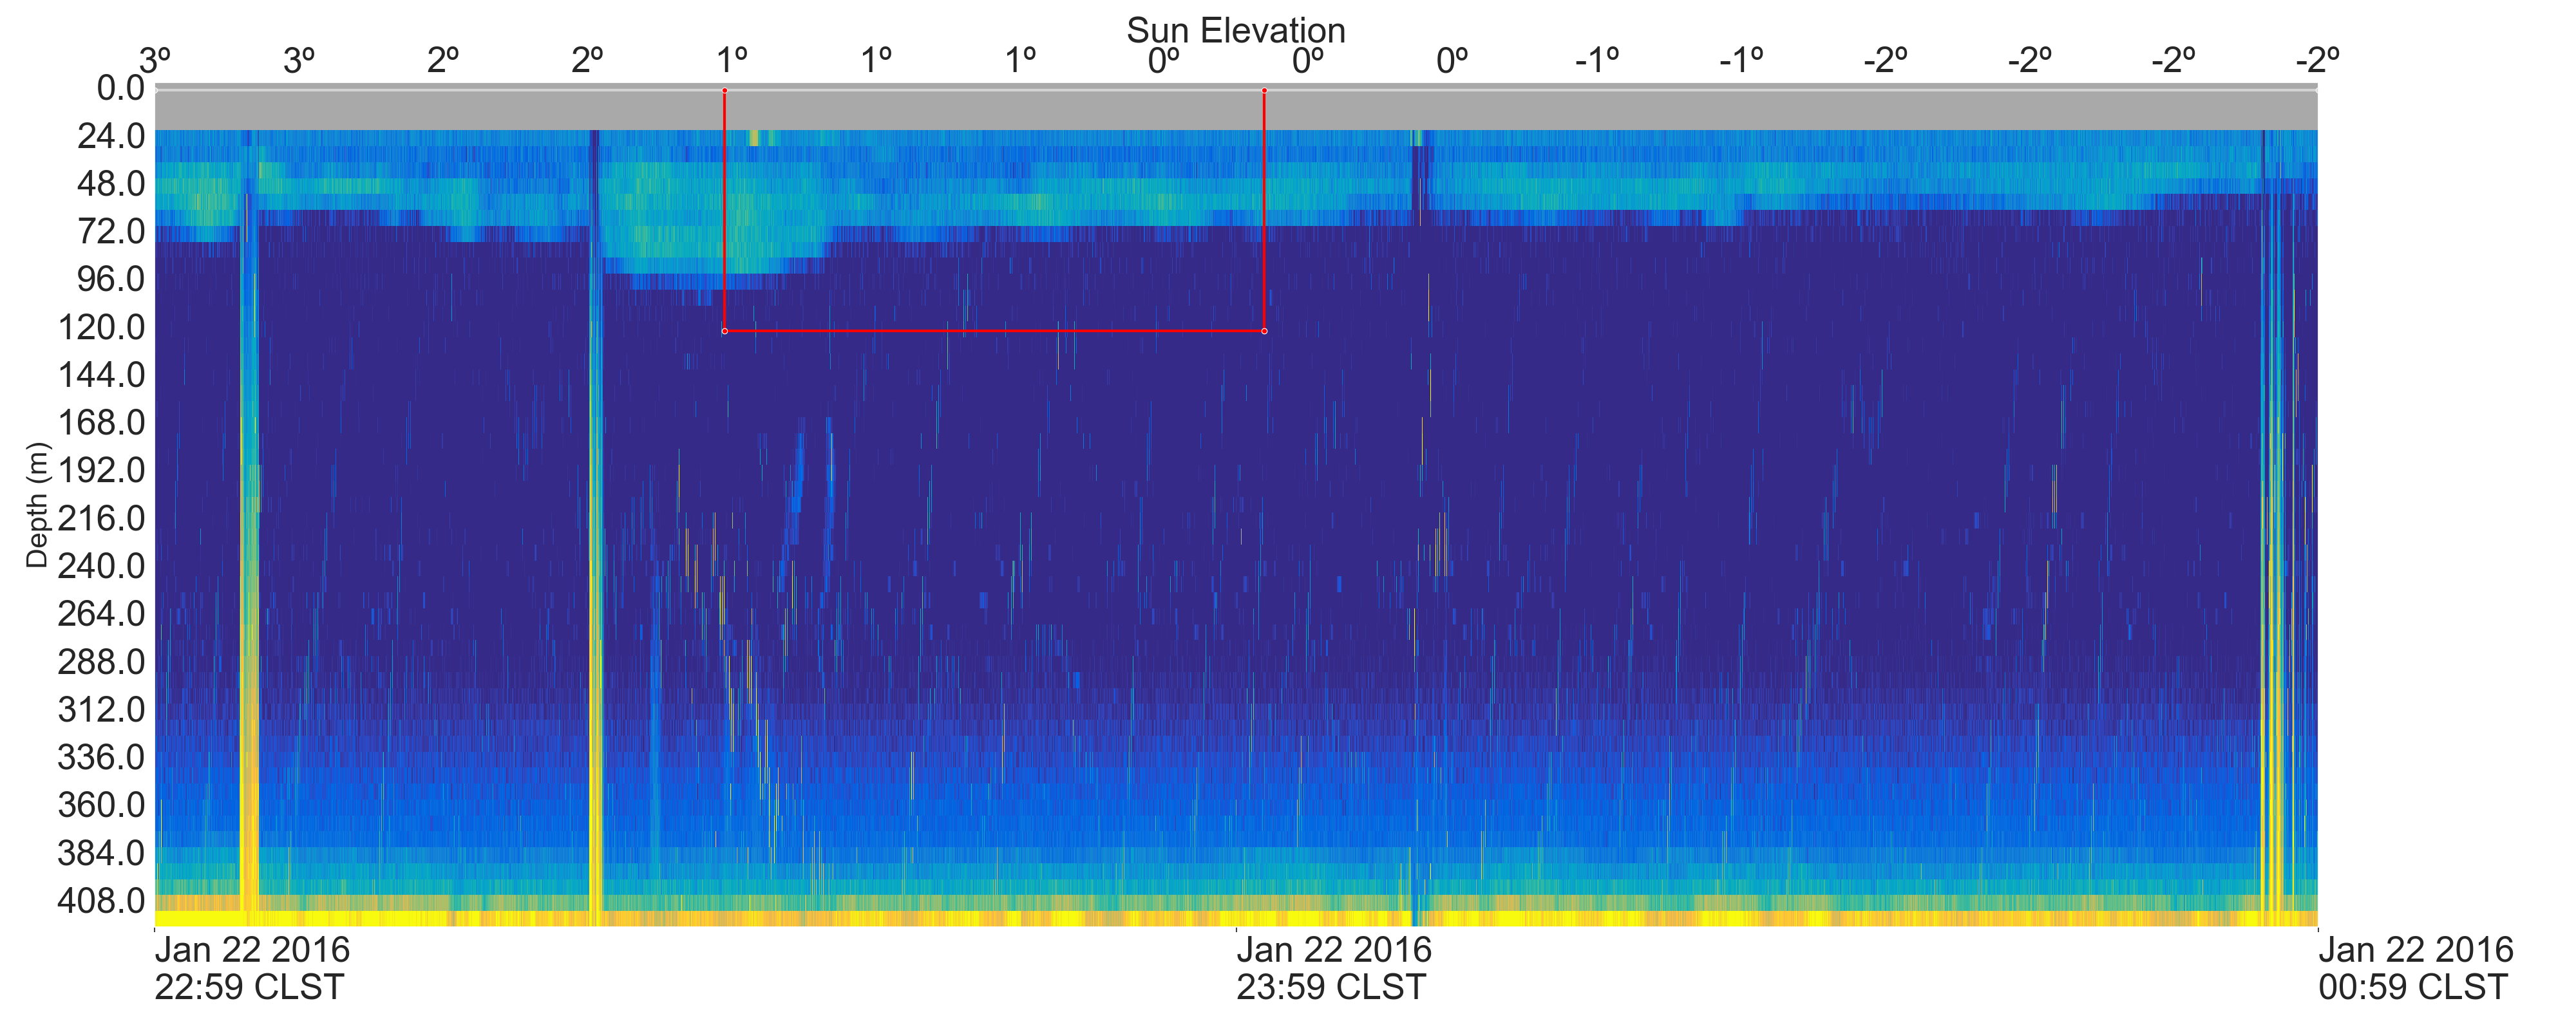 Sun Elevation
3º 3º 2º 2º 1º 1º 1º 0º 0º 0º -1º -1º -2º -2º -2º -2º
0.0
24.0
48.0
72.0
96.0
120.0
144.0
168.0
192.0
216.0
240.0
264.0
288.0
312.0
336.0
360.0
384.0
408.0
Depth (m)
Jan 22 2016
22:59 CLST
Jan 22 2016
23:59 CLST
Jan 22 2016
00:59 CLST